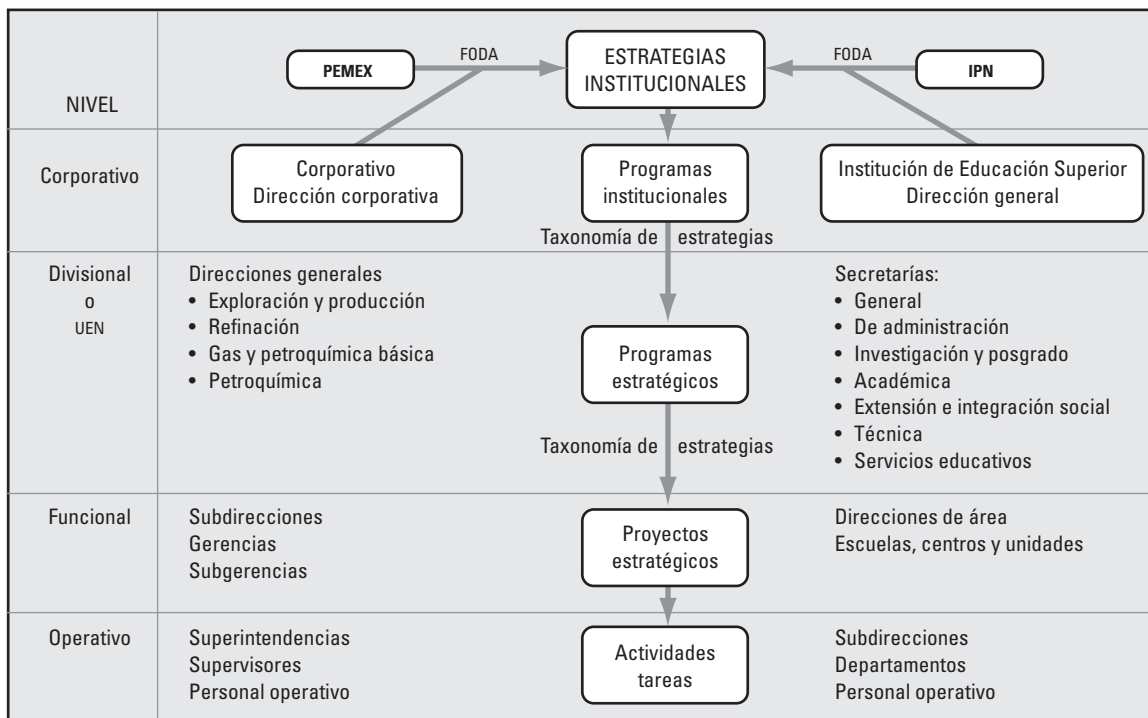 PEMEX
FODA
ESTRATEGIAS
INSTITUCIONALES
FODA
IPN
NIVEL
Corporativo
Corporativo
Dirección corporativa
Programas
institucionales
Institución de Educación Superior
Dirección general
Taxonomía de estrategias
Divisional
o
UEN
Direcciones generales
• Exploración y producción
• Refinación
• Gas y petroquímica básica
• Petroquímica
Programas
estratégicos
Secretarías:
• General
• De administración
• Investigación y posgrado
• Académica
• Extensión e integración social
• Técnica
• Servicios educativos
Taxonomía de estrategias
Funcional
Subdirecciones
Gerencias
Subgerencias
Proyectos
estratégicos
Direcciones de área
Escuelas, centros y unidades
Operativo
Superintendencias
Supervisores
Personal operativo
Actividades
tareas
Subdirecciones
Departamentos
Personal operativo